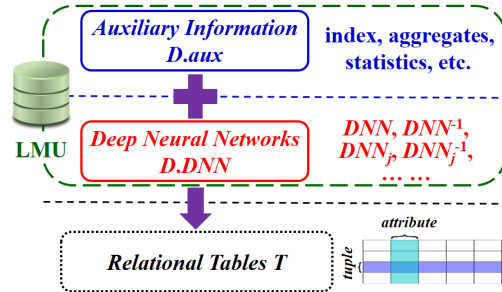 Auxiliary Information
D.aux
index, aggregates,
statistics, etc.
LMU
Deep Neural Networks
D.DNN
DNN, DNN⁻¹,
DNNⱼ, DNNⱼ⁻¹,
... ...
Relational Tables T
attribute
tuple